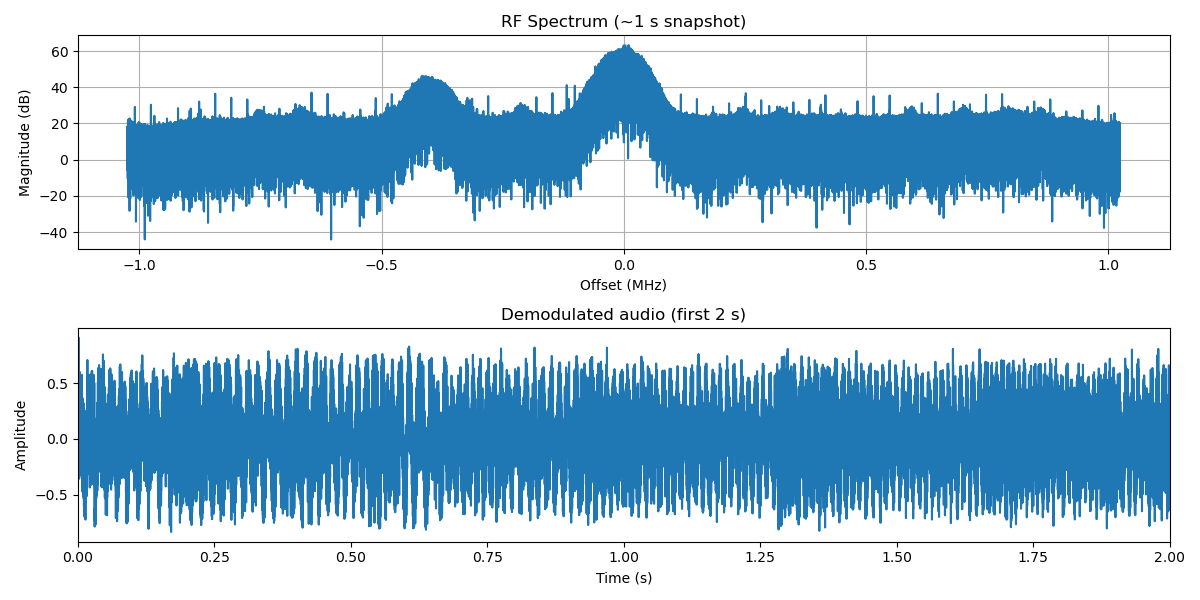 RF Spectrum (~1 s snapshot)
Magnitude (dB)
60
40
20
0
−20
−40
−1.0 −0.5 0.0 0.5 1.0
Offset (MHz)
Demodulated audio (first 2 s)
Amplitude
0.5
0.0
−0.5
0.00 0.25 0.50 0.75 1.00 1.25 1.50 1.75 2.00
Time (s)